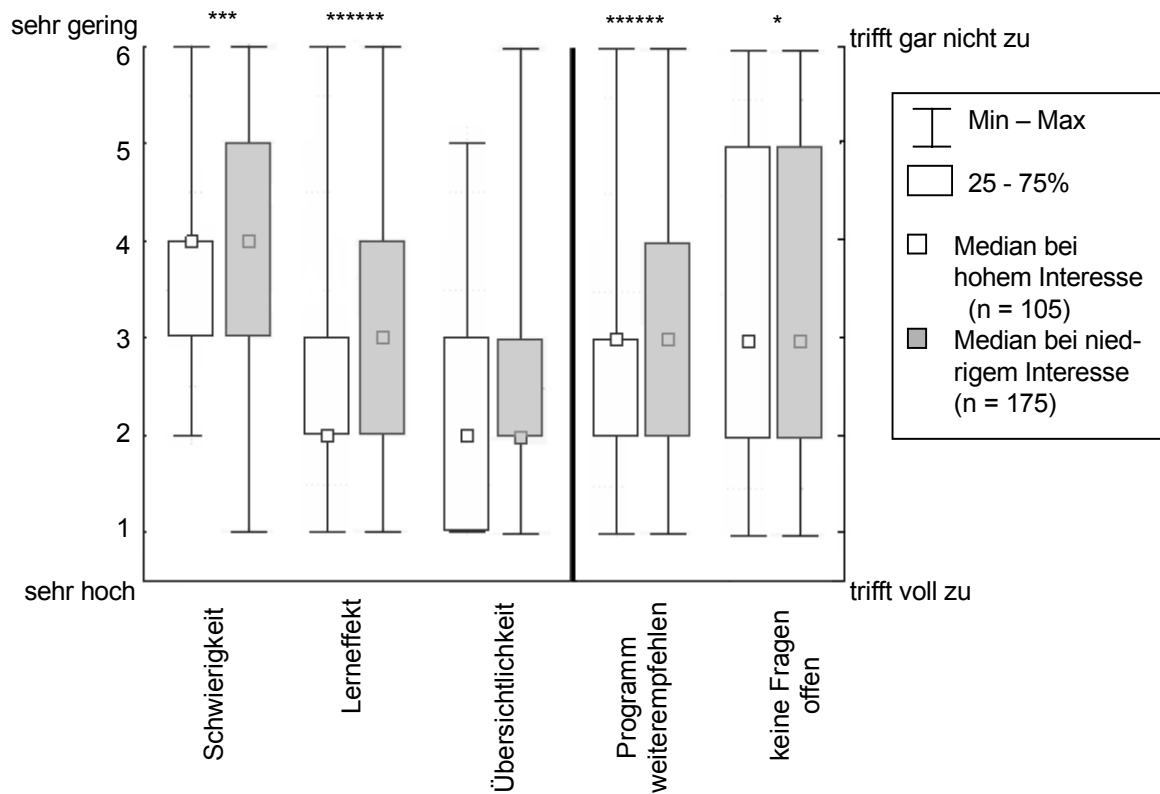 *** ****** ****** *
sehr gering
trifft gar nicht zu
6
5
4
3
2
1
sehr hoch
trifft voll zu
Min – Max
25 - 75%
Median bei
hohem Interesse
(n = 105)
Median bei nied-
rigem Interesse
(n = 175)
Schwierigkeit
Lerneffekt
Übersichtlichkeit
Programm
weiterempfehlen
keine Fragen
offen